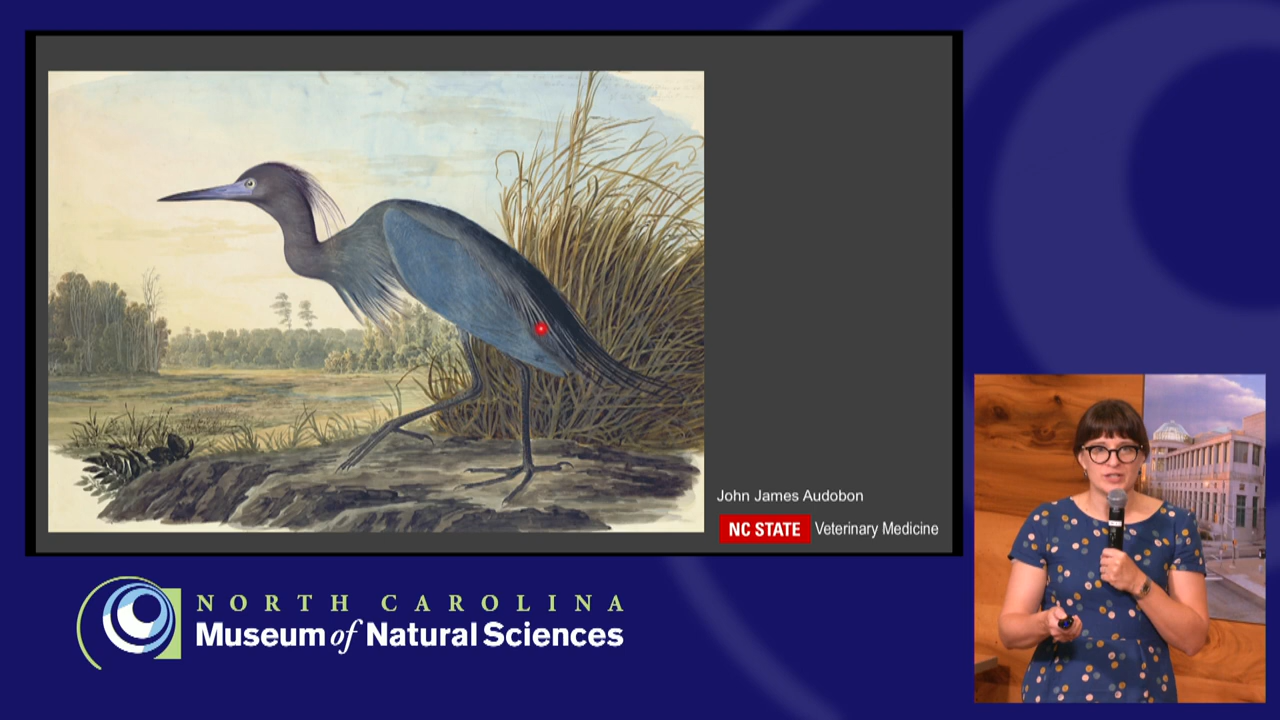 John James Audobon
NC STATE Veterinary Medicine
NORTH CAROLINA
Museum of Natural Sciences